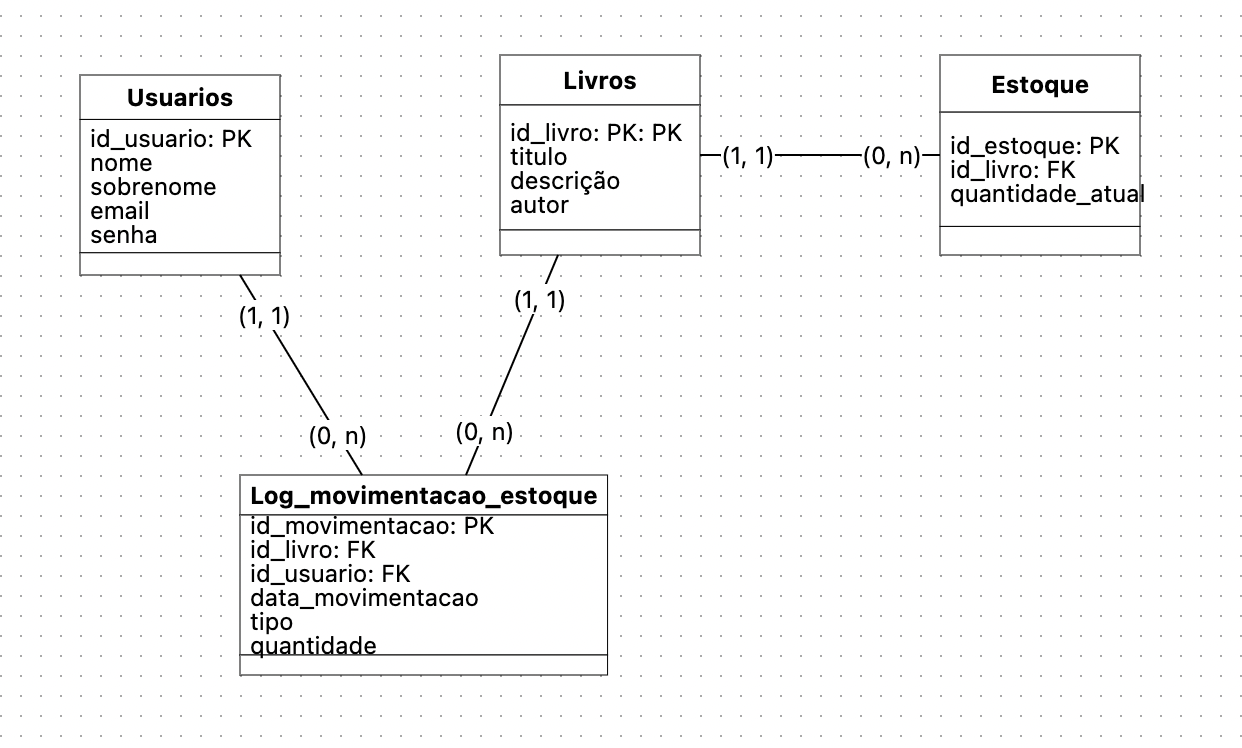 Usuarios
id_usuario: PK
nome
sobrenome
email
senha
Livros
id_livro: PK: PK
titulo
descrição
autor
Estoque
id_estoque: PK
id_livro: FK
quantidade_atual
(1, 1)
(0, n)
(1, 1)
(1, 1)
(0, n)
(0, n)
Log_movimentacao_estoque
id_movimentacao: PK
id_livro: FK
id_usuario: FK
data_movimentacao
tipo
quantidade